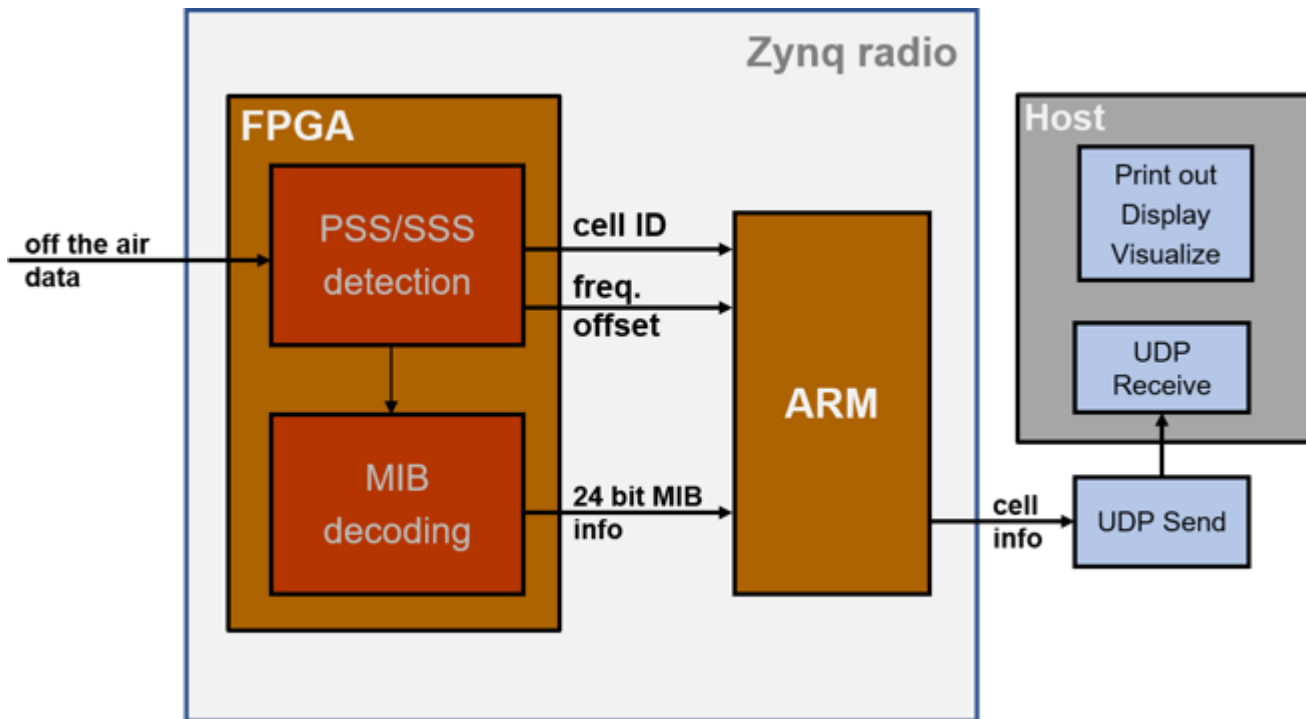 Zynq radio
FPGA
Host
off the air
data
PSS/SSS
detection
cell ID
freq.
offset
MIB
decoding
24 bit MIB
info
ARM
cell
info
UDP Send
UDP
Receive
Print out
Display
Visualize